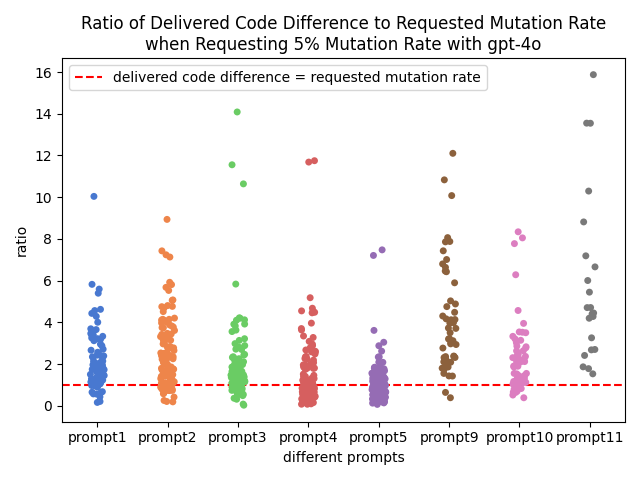 Ratio of Delivered Code Difference to Requested Mutation Rate
when Requesting 5% Mutation Rate with gpt-4o
delivered code difference = requested mutation rate
ratio
16
14
12
10
8
6
4
2
0
prompt1 prompt2 prompt3 prompt4 prompt5 prompt9 prompt10 prompt11
different prompts